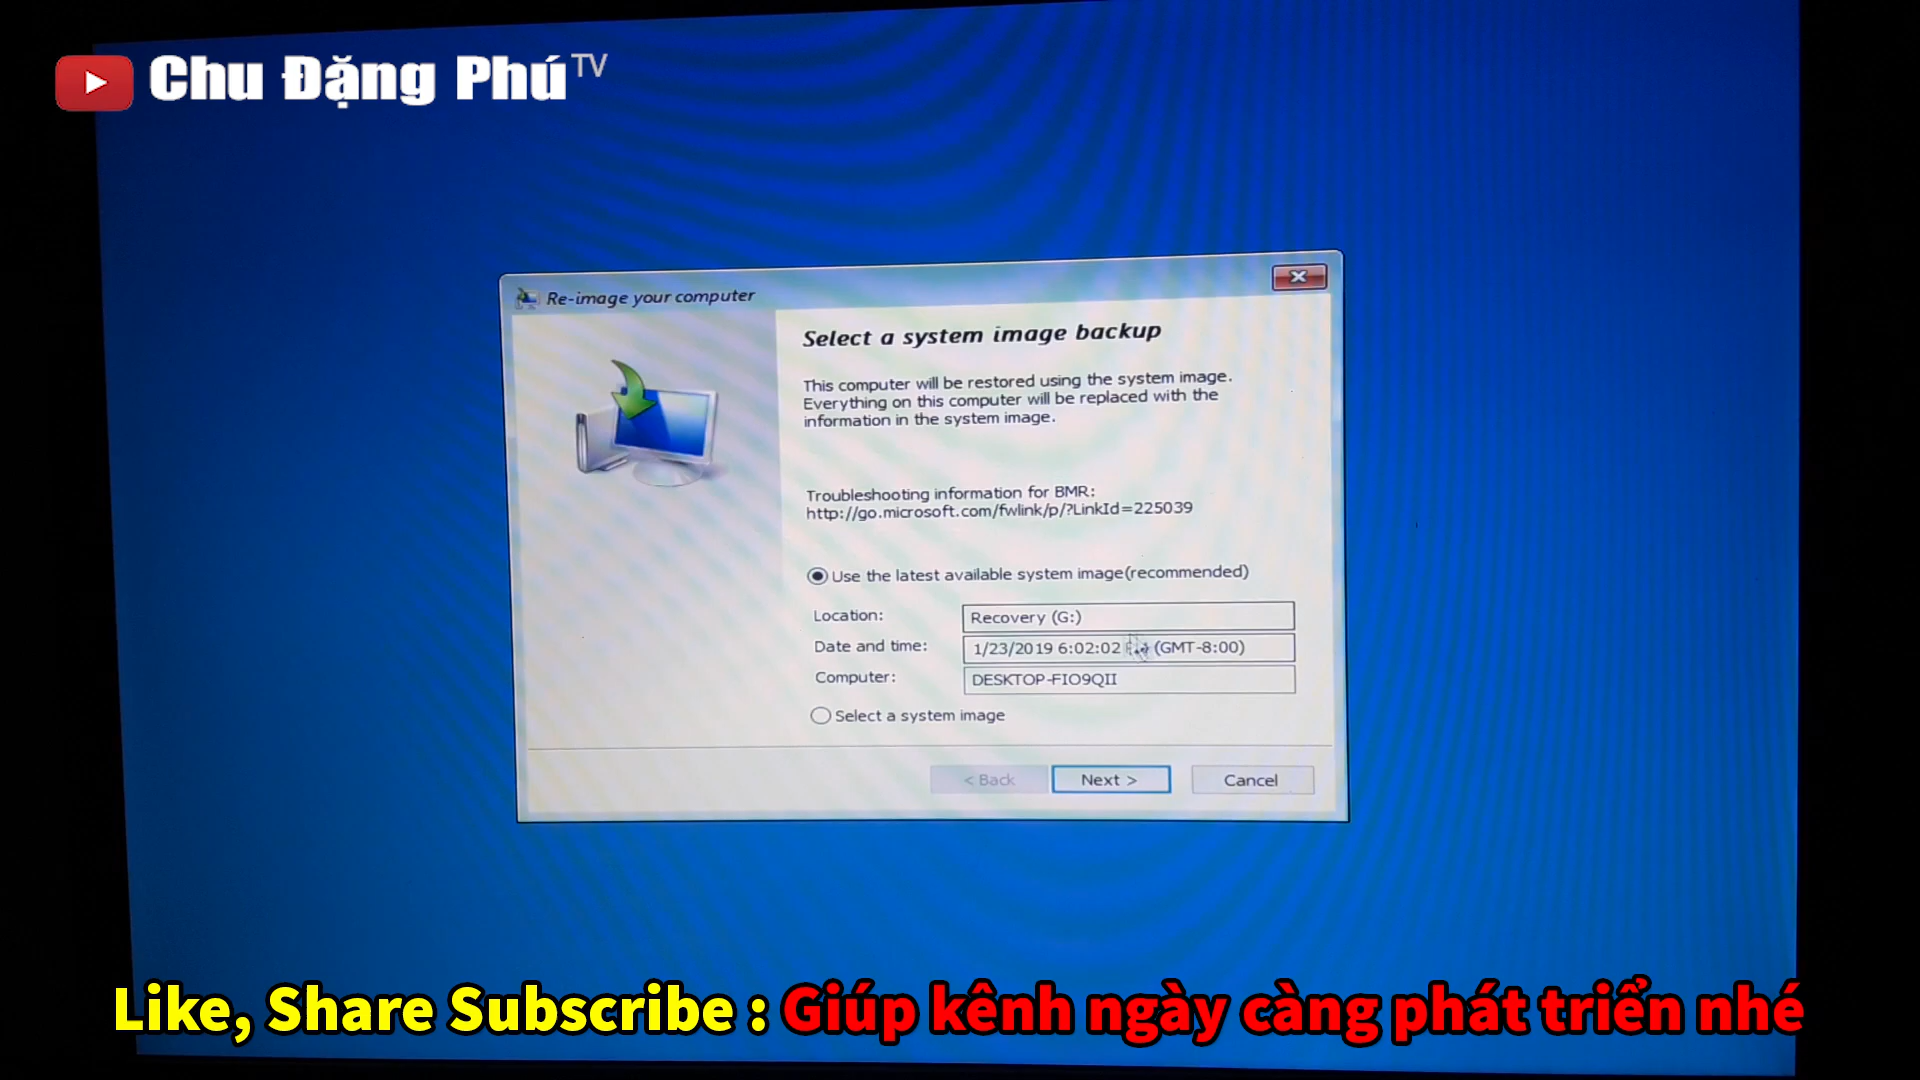 Chu Đặng Phú TV
Re-image your computer
Select a system image backup
This computer will be restored using the system image.
Everything on this computer will be replaced with the
information in the system image.
Troubleshooting information for BMR:
http://go.microsoft.com/fwlink/p/?LinkId=225039
Use the latest available system image(recommended)
Location: Recovery (G:)
Date and time: 1/23/2019 6:02:02 (GMT-8:00)
Computer: DESKTOP-FIO9QII
Select a system image
< Back Next > Cancel
Like, Share Subscribe : Giúp kênh ngày càng phát triển nhé